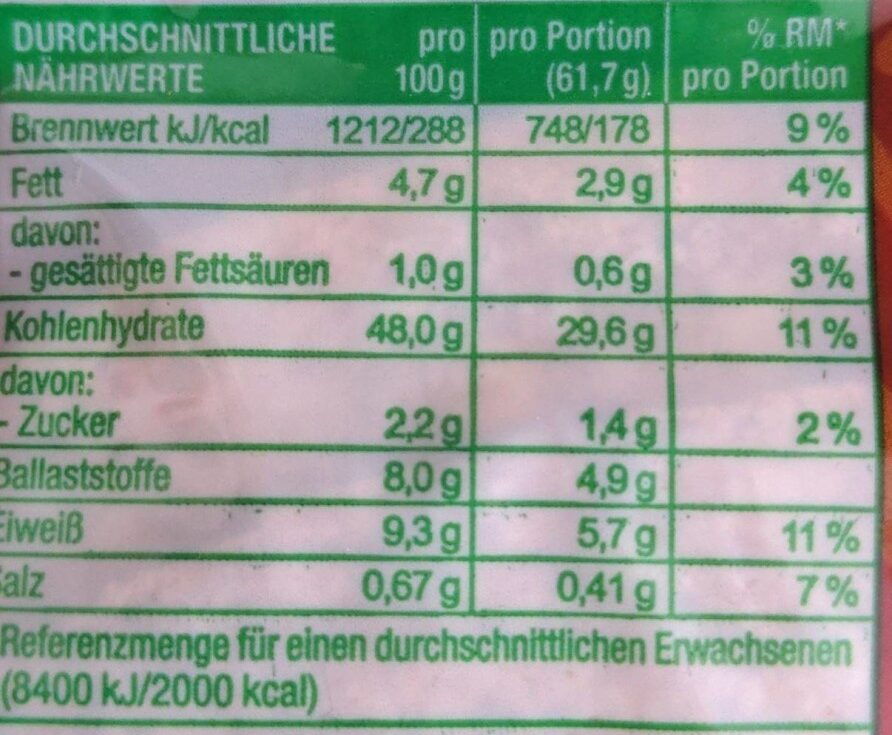 DURCHSCHNITTLICHE NÄHRWERTE pro 100 g pro Portion (61,7 g) % RM* pro Portion
Brennwert kJ/kcal 1212/288 748/178 9 %
Fett 4,7 g 2,9 g 4 %
davon:
- gesättigte Fettsäuren 1,0 g 0,6 g 3 %
Kohlenhydrate 48,0 g 29,6 g 11 %
davon:
- Zucker 2,2 g 1,4 g 2 %
Ballaststoffe 8,0 g 4,9 g
Eiweiß 9,3 g 5,7 g 11 %
Salz 0,67 g 0,41 g 7 %
Referenzmenge für einen durchschnittlichen Erwachsenen
(8400 kJ/2000 kcal)